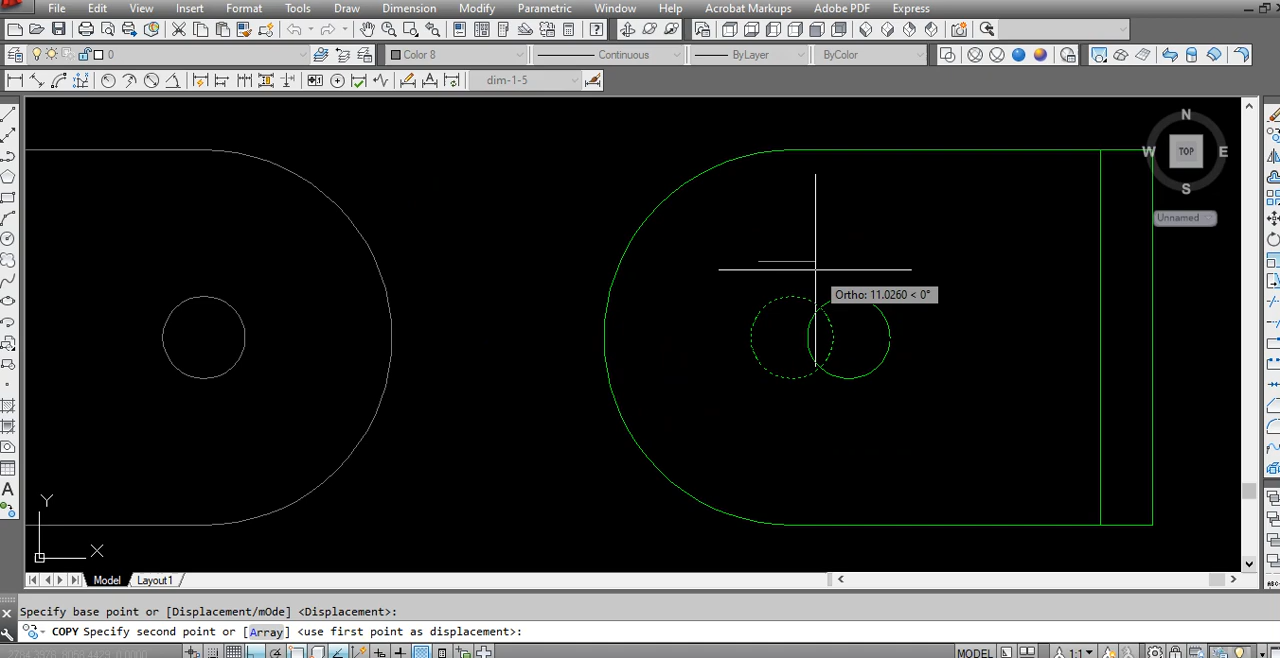 File Edit View Insert Format Tools Draw Dimension Modify Parametric Window Help Acrobat Markups Adobe PDF Express
0 Color 8 Continuous ByLayer ByColor
dim-1-5
N
W TOP E
S
Unnamed
Ortho: 11.0260 < 0°
Y
X
Model Layout1
Specify base point or [Displacement/mOde] <Displacement>:
COPY Specify second point or [Array] <use first point as displacement>:
MODEL 1:1